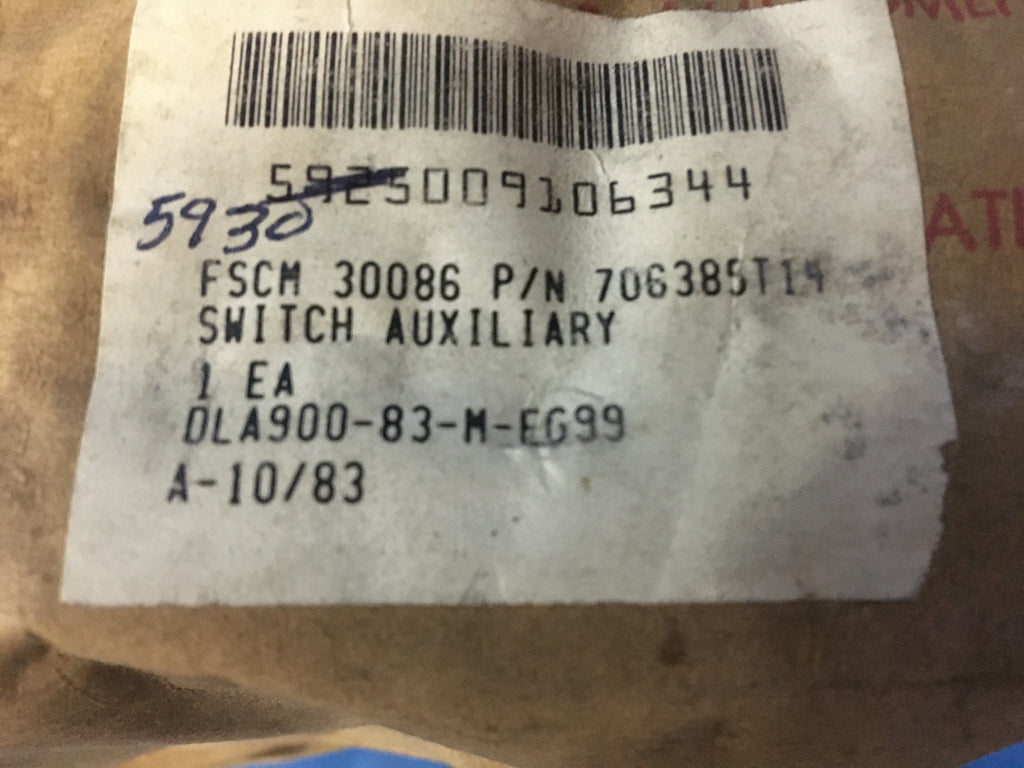 5925009106344
5930
FSCM 30086 P/N 706385T14
SWITCH AUXILIARY
1 EA
DLA900-83-M-EG99
A-10/83